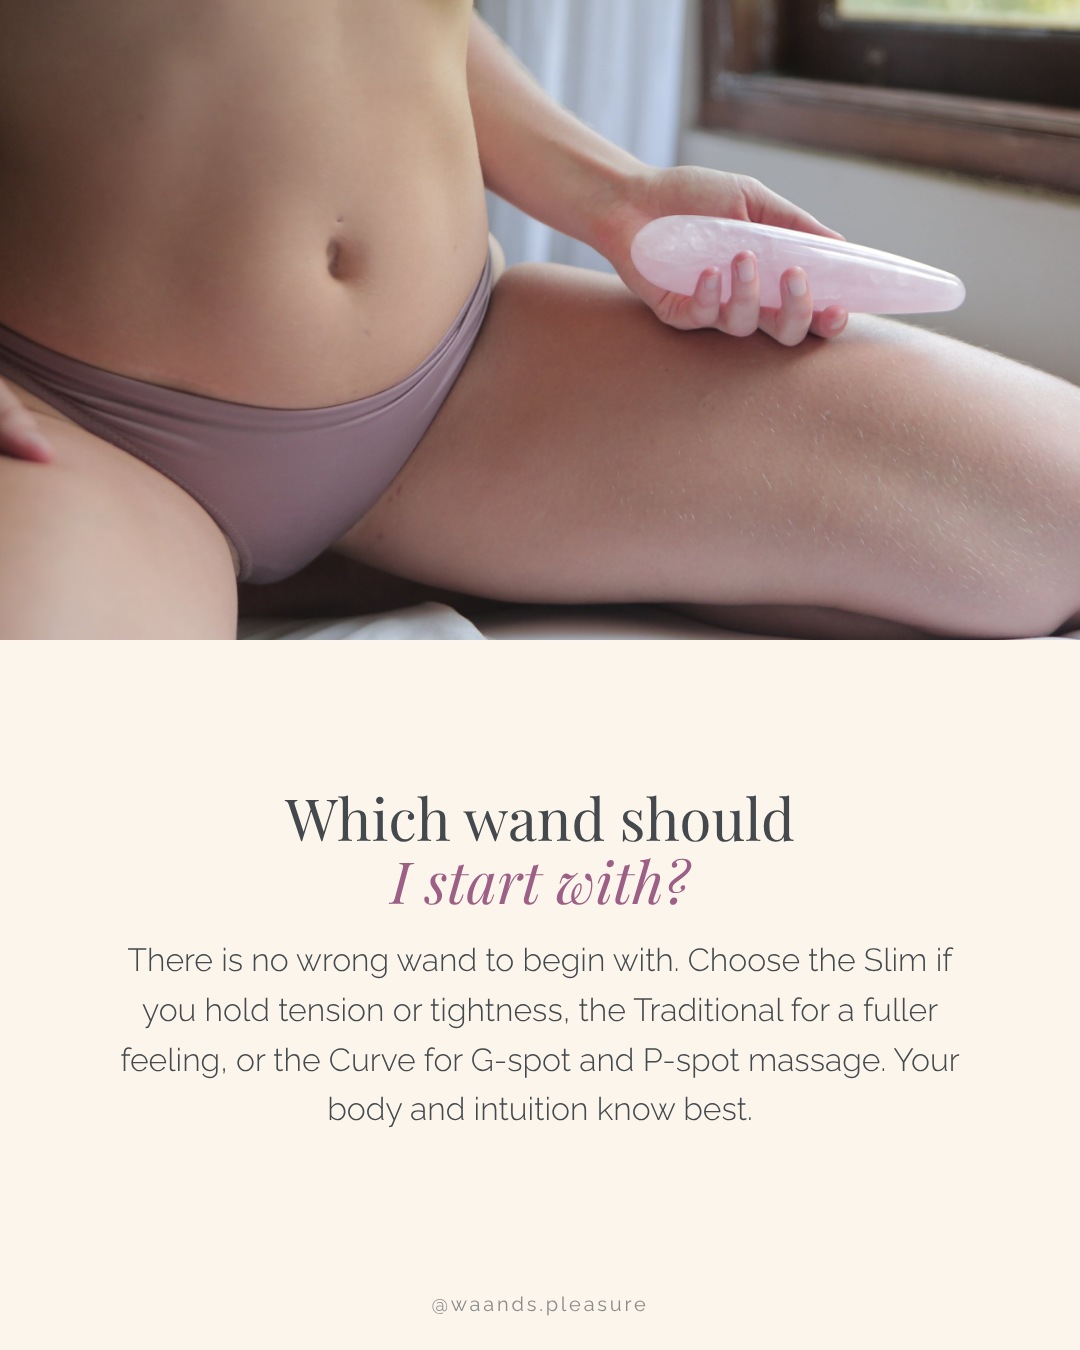 Which wand should
I start with?
There is no wrong wand to begin with. Choose the Slim if
you hold tension or tightness, the Traditional for a fuller
feeling, or the Curve for G-spot and P-spot massage. Your
body and intuition know best.
@waands.pleasure